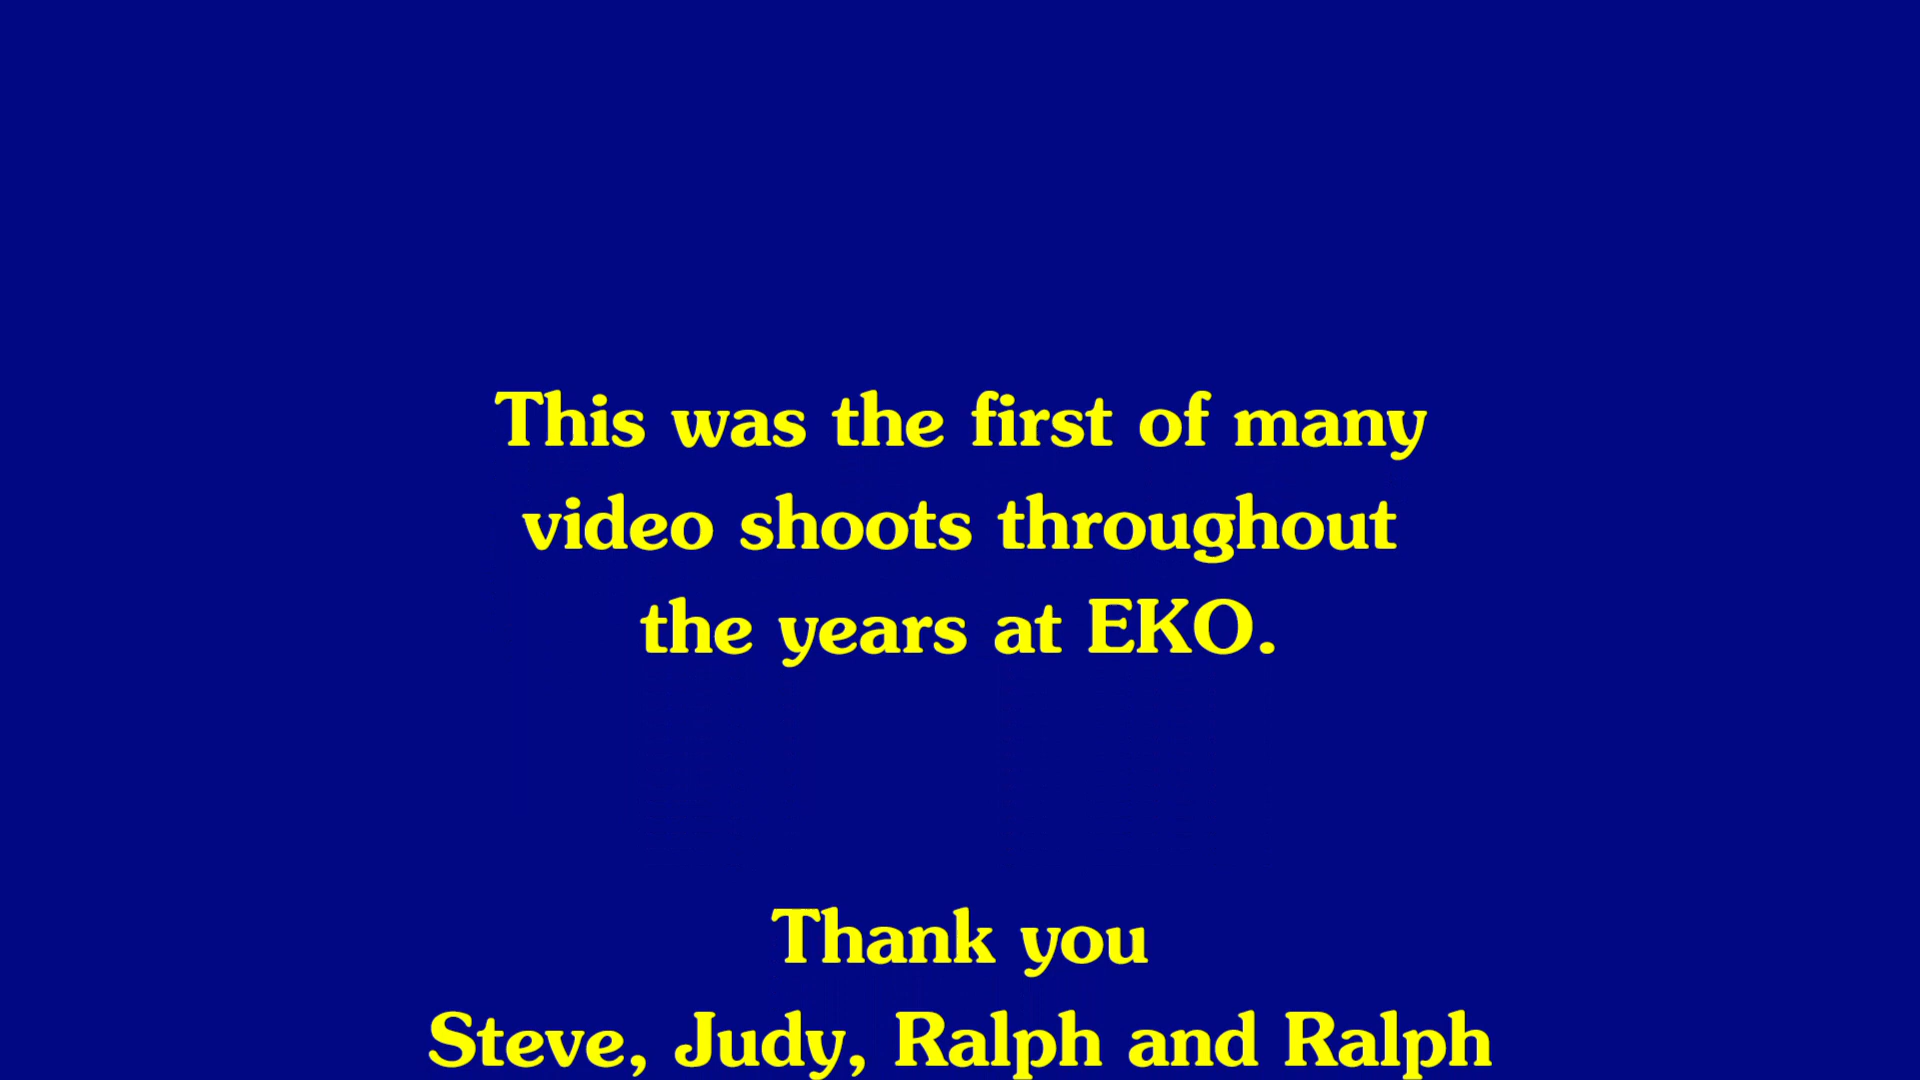 This was the first of many
video shoots throughout
the years at EKO.
Thank you
Steve, Judy, Ralph and Ralph